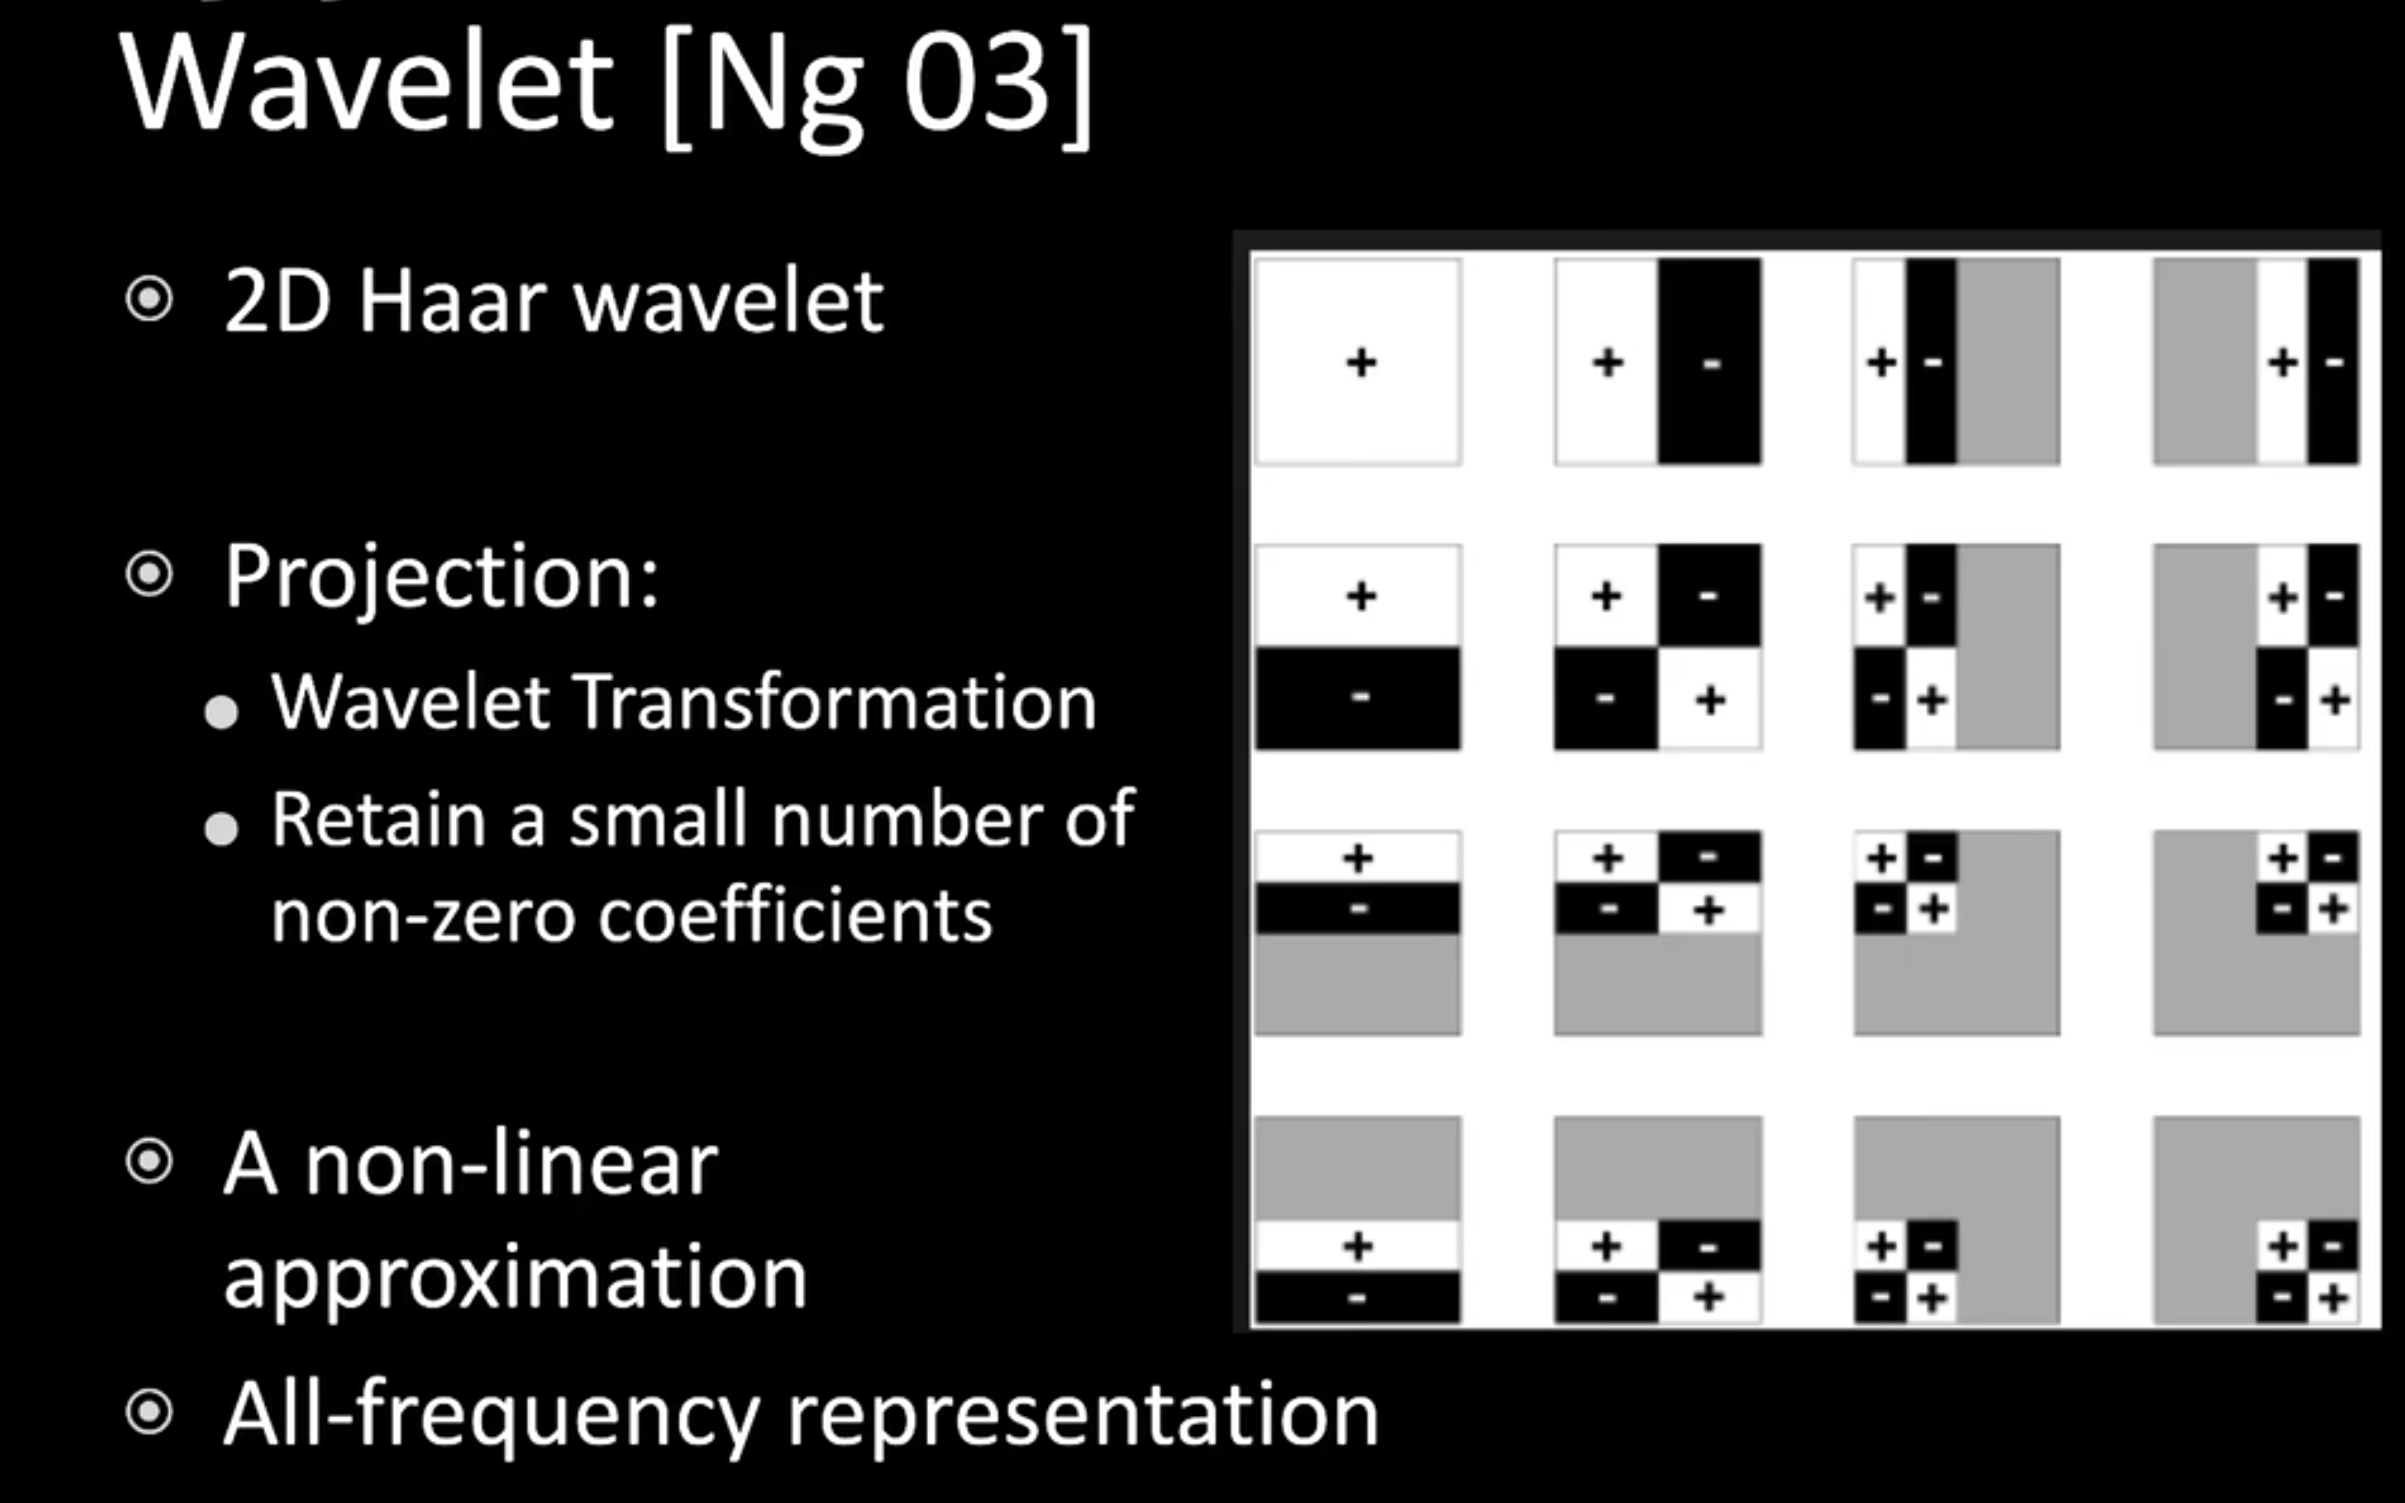 Wavelet [Ng 03]
2D Haar wavelet
Projection:
Wavelet Transformation
Retain a small number of
non-zero coefficients
A non-linear
approximation
All-frequency representation
+ + - + - + -
+ + - + - + -
- - + - + - +
+ + - + - + -
- - + - + - +
+ + - + - + -
- - + - + - +